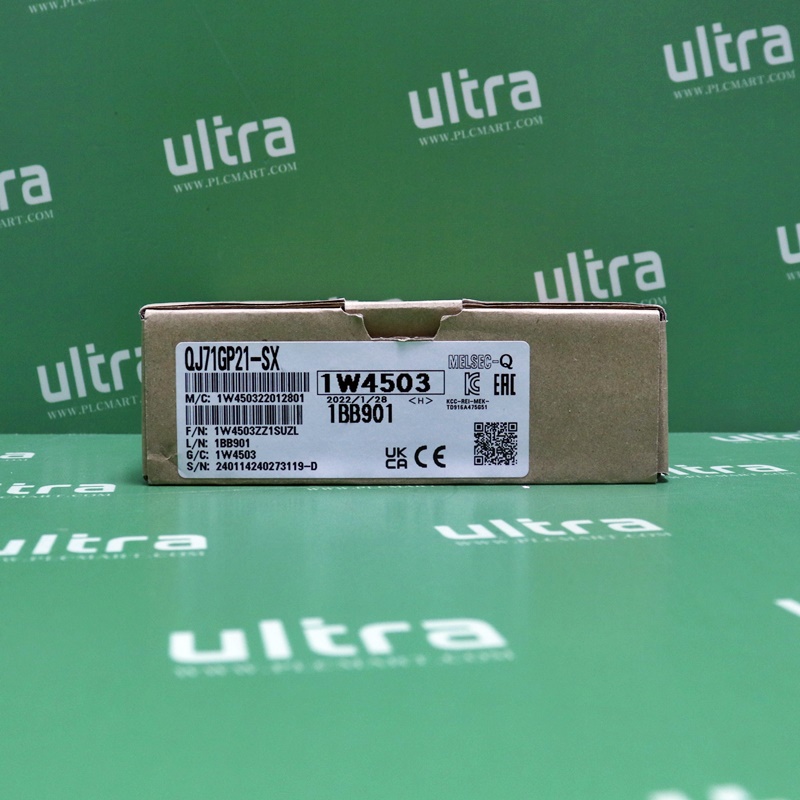 ultra
WWW.PLCMART.COM
ultra
WWW.PLCMART.COM
ultra
WWW.PLCMART.COM
ultra
QJ71GP21-SX
M/C: 1W450322012801
F/N: 1W4503ZZ1SUZL
L/N: 1BB901
G/C: 1W4503
S/N: 240114240273119-D
1W4503
2022/1/28 <H>
1BB901
MELSEC-Q
EAC
KCC-REI-MEK-
TD916A475G51
UK
CA CE
ultra
ultra
ultra
WWW.PLCMART.COM